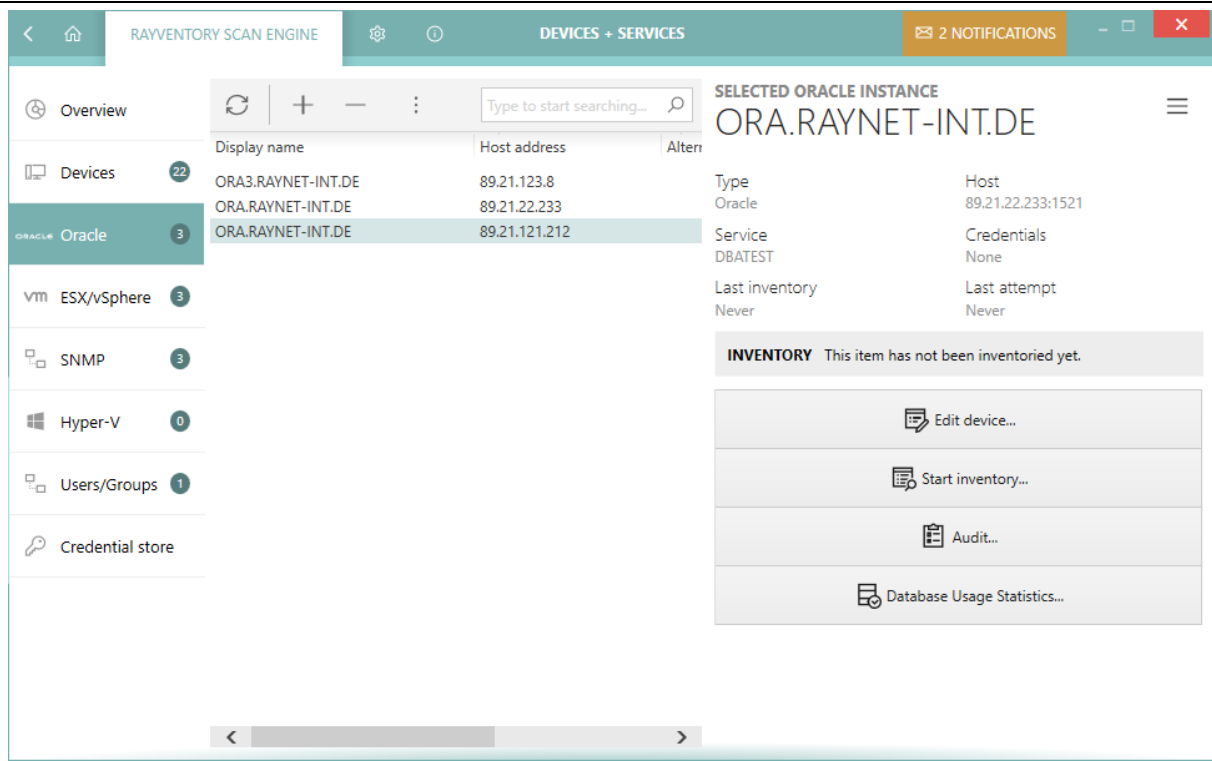 RAYVENTORY SCAN ENGINE
DEVICES + SERVICES
2 NOTIFICATIONS
Overview
Devices 22
ORACLE Oracle 3
vm ESX/vSphere 3
SNMP 3
Hyper-V 0
Users/Groups 1
Credential store
Type to start searching...
Display name Host address Altern
ORA3.RAYNET-INT.DE 89.21.123.8
ORA.RAYNET-INT.DE 89.21.22.233
ORA.RAYNET-INT.DE 89.21.121.212
SELECTED ORACLE INSTANCE
ORA.RAYNET-INT.DE
Type Host
Oracle 89.21.22.233:1521
Service Credentials
DBATEST None
Last inventory Last attempt
Never Never
INVENTORY This item has not been inventoried yet.
Edit device...
Start inventory...
Audit...
Database Usage Statistics...